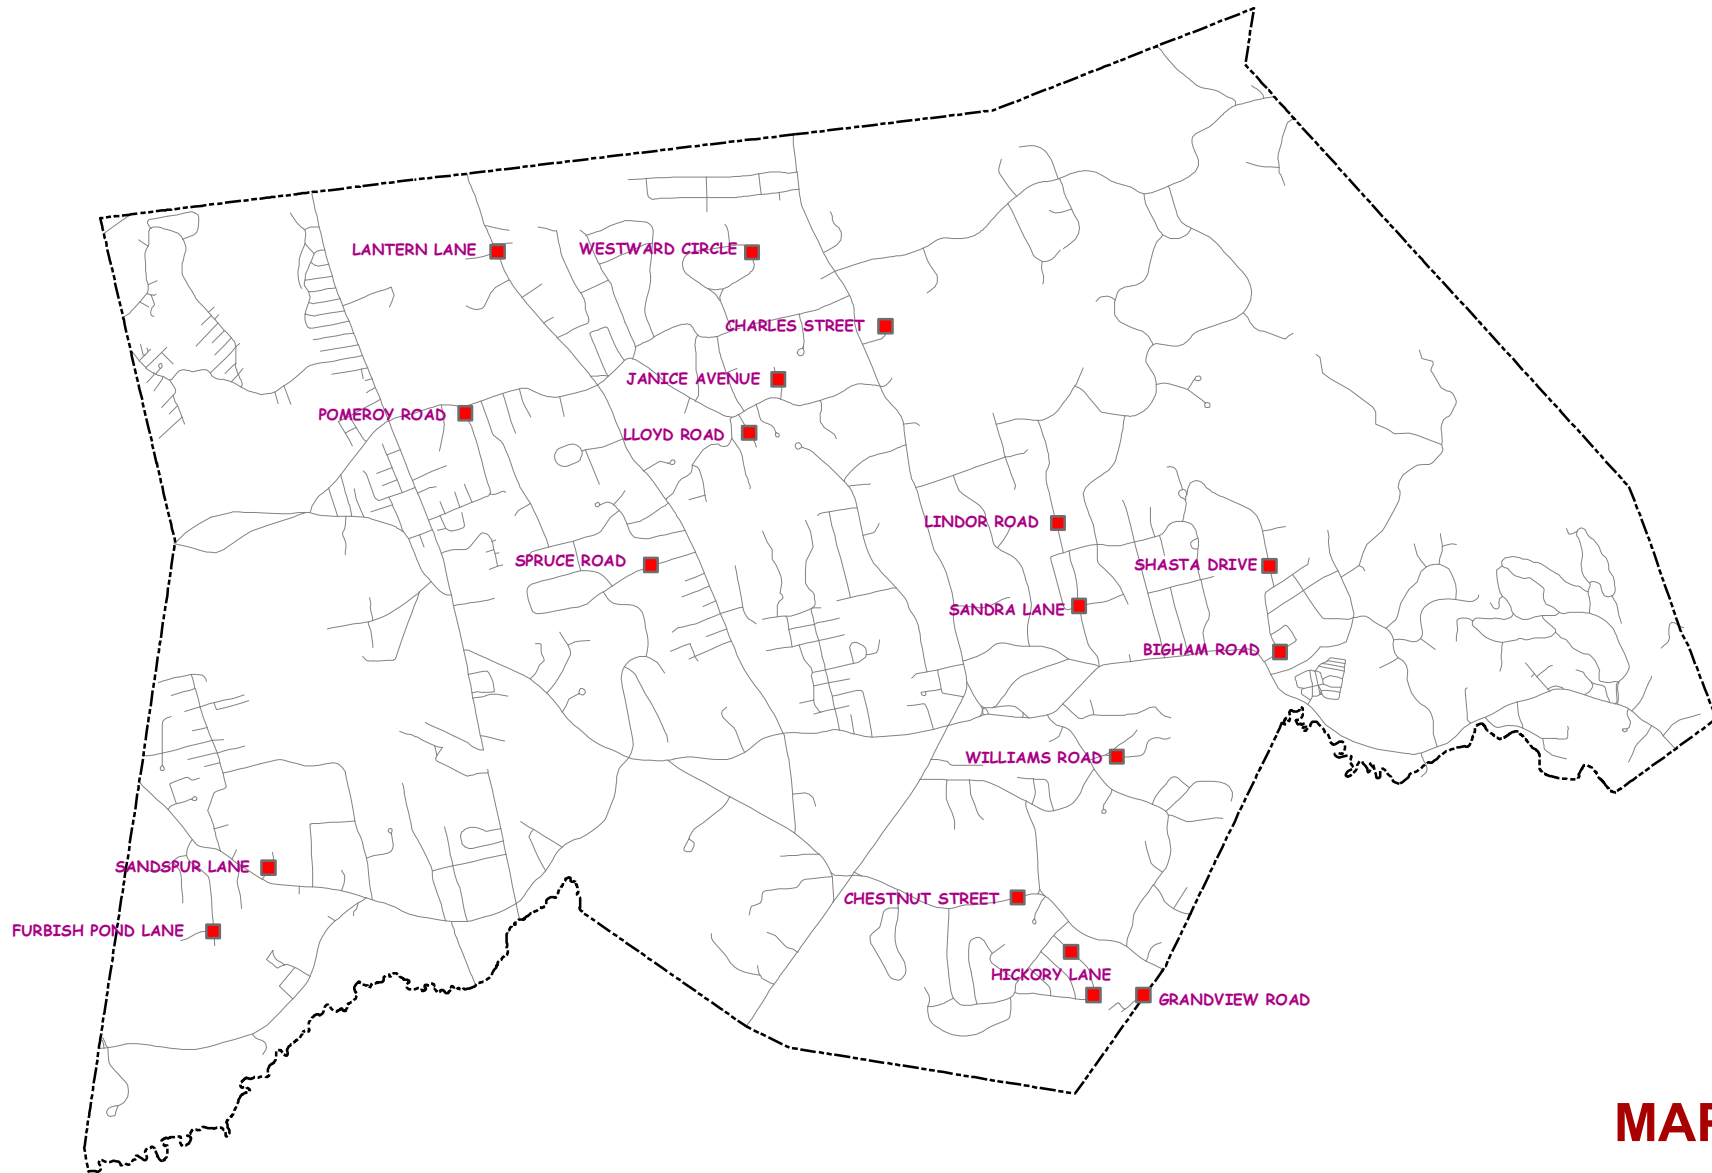 LANTERN LANE
WESTWARD CIRCLE
CHARLES STREET
JANICE AVENUE
POMEROY ROAD
LLOYD ROAD
LINDOR ROAD
SPRUCE ROAD
SHASTA DRIVE
SANDRA LANE
BIGHAM ROAD
WILLIAMS ROAD
SANDSPUR LANE
CHESTNUT STREET
FURBISH POND LANE
HICKORY LANE
GRANDVIEW ROAD
MAP